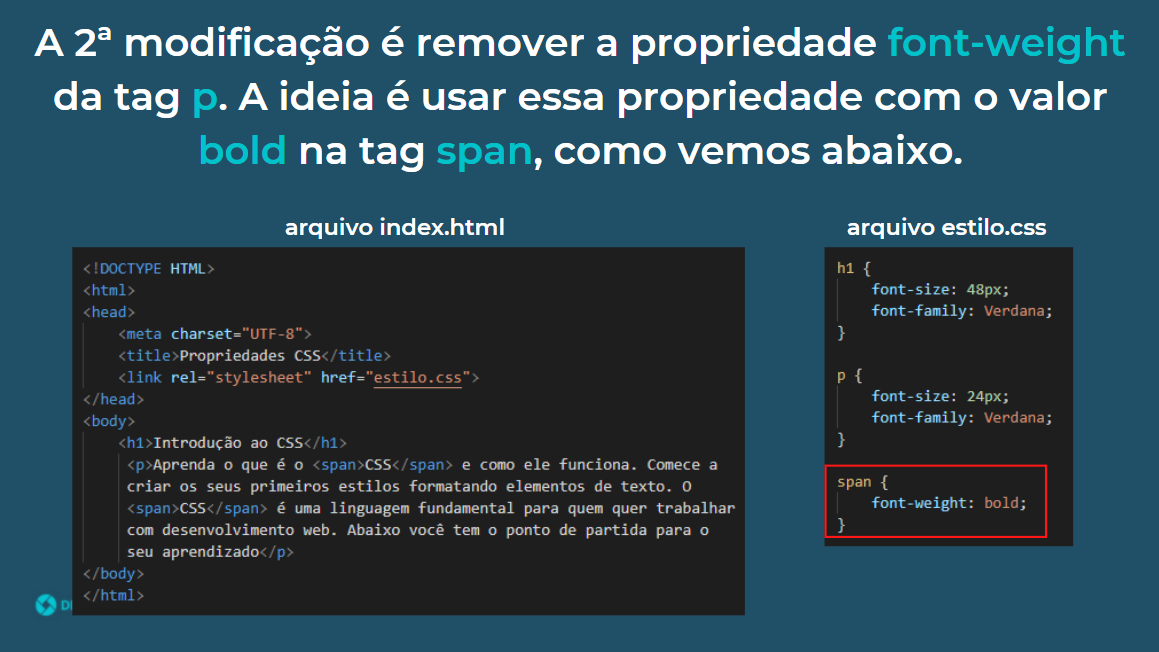 A 2ª modificação é remover a propriedade font-weight
da tag p. A ideia é usar essa propriedade com o valor
bold na tag span, como vemos abaixo.
arquivo index.html
<!DOCTYPE HTML>
<html>
<head>
<meta charset="UTF-8">
<title>Propriedades CSS</title>
<link rel="stylesheet" href="estilo.css">
</head>
<body>
<h1>Introdução ao CSS</h1>
<p>Aprenda o que é o <span>CSS</span> e como ele funciona. Comece a
criar os seus primeiros estilos formatando elementos de texto. O
<span>CSS</span> é uma linguagem fundamental para quem quer trabalhar
com desenvolvimento web. Abaixo você tem o ponto de partida para o
seu aprendizado</p>
</body>
</html>
arquivo estilo.css
h1 {
font-size: 48px;
font-family: Verdana;
}
p {
font-size: 24px;
font-family: Verdana;
}
span {
font-weight: bold;
}